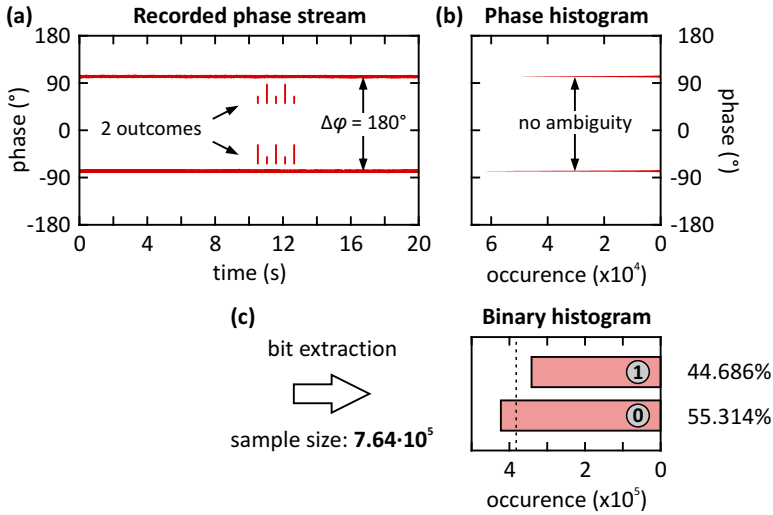 (a) Recorded phase stream
180
90
0
-90
-180
phase (°)
2 outcomes
Δφ = 180°
0 4 8 12 16 20
time (s)
(b) Phase histogram
180
90
0
-90
-180
phase (°)
no ambiguity
6 4 2 0
occurence (x10⁴)
(c)
bit extraction
sample size: 7.64·10⁵
Binary histogram
1
44.686%
0
55.314%
4 2 0
occurence (x10⁵)